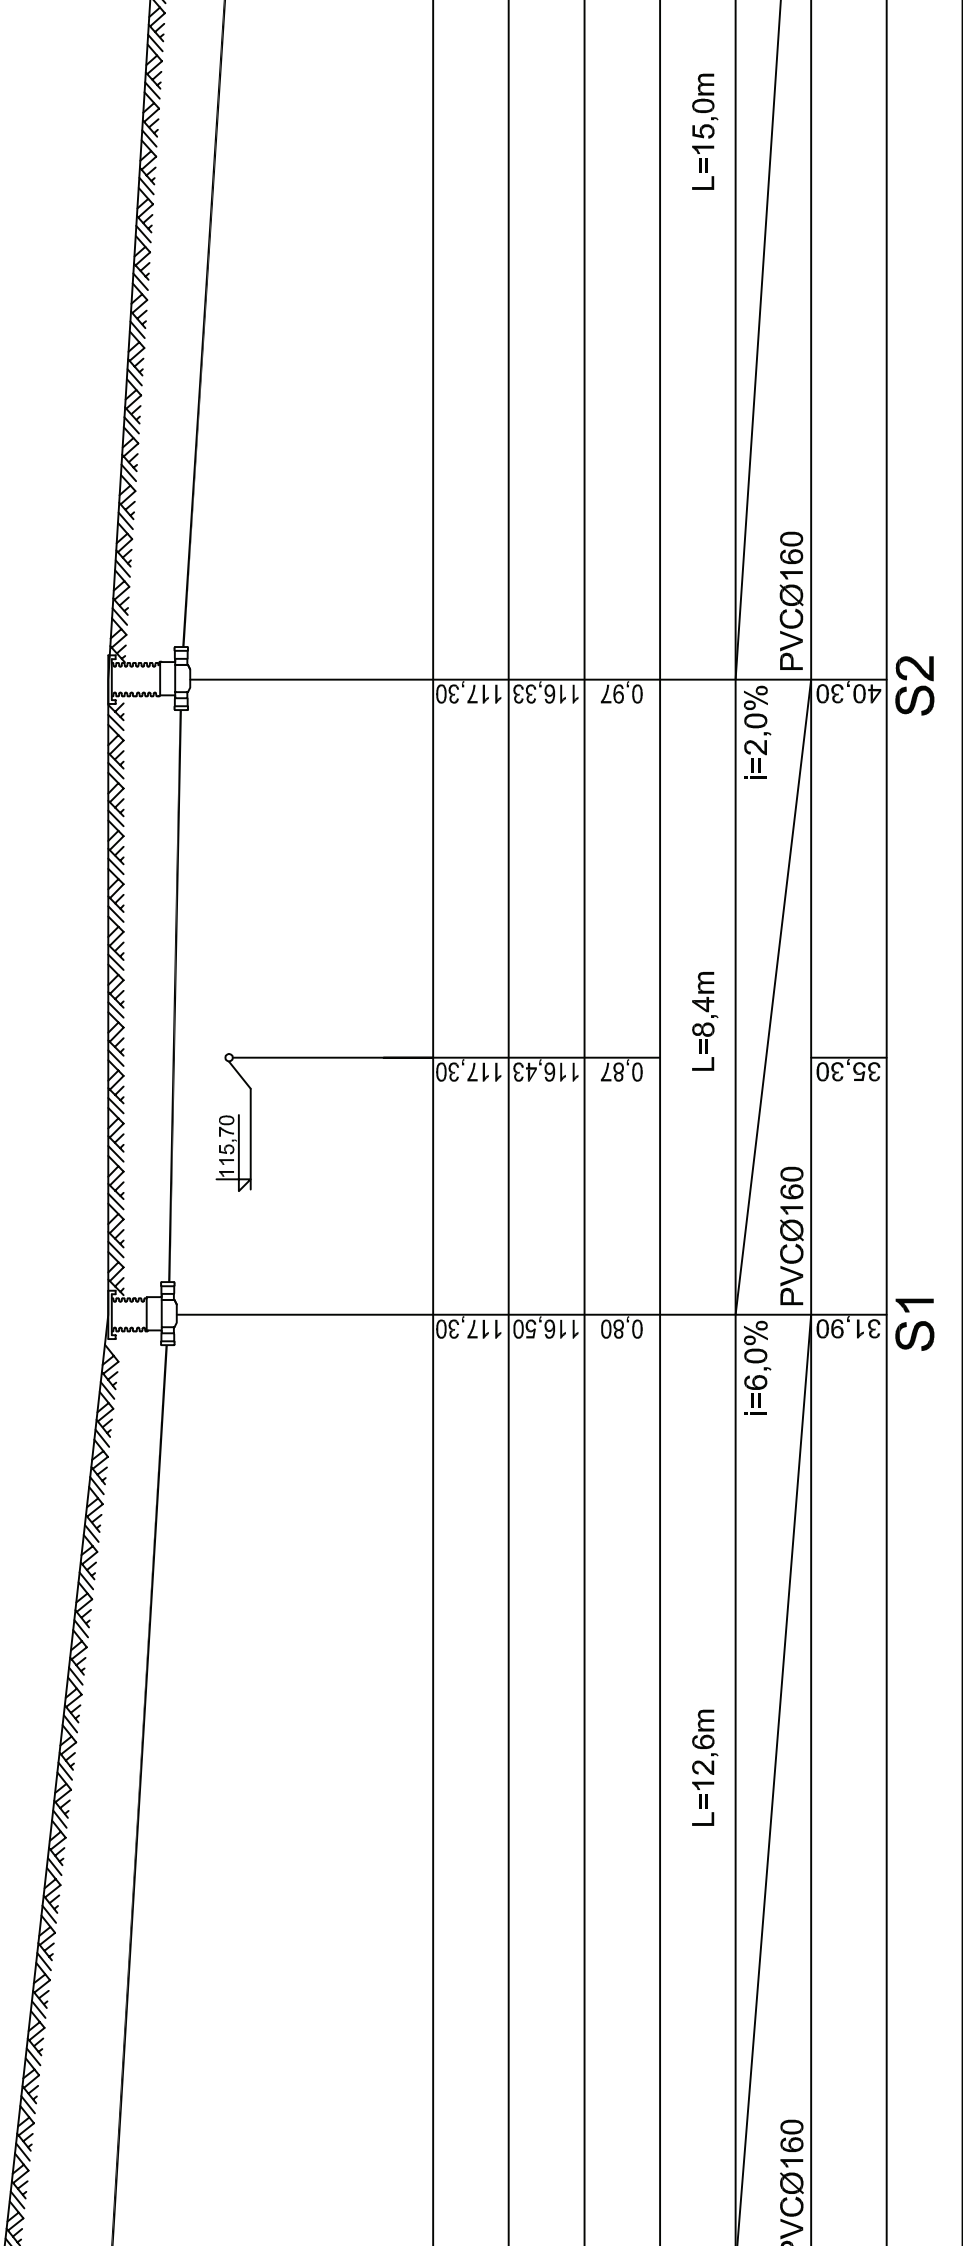 115,70
117,30
117,30
117,30
116,50
116,43
116,33
0,80
0,87
0,97
L=12,6m
L=8,4m
L=15,0m
i=6,0%
i=2,0%
PVCØ160
PVCØ160
PVCØ160
31,90
35,30
40,30
S1
S2